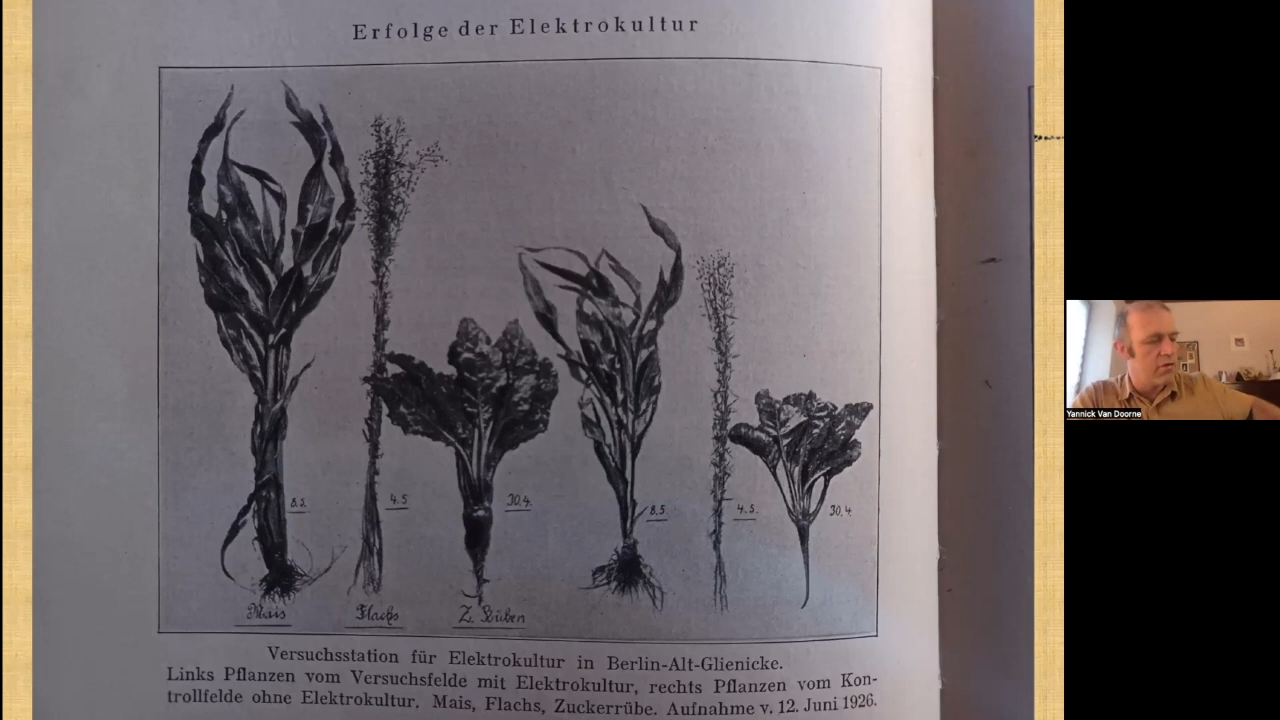 Erfolge der Elektrokultur
8.5.
4.5
30.4.
8.5.
4.5.
30.4.
Mais
Flachs
Z. Rüben
Versuchsstation für Elektrokultur in Berlin-Alt-Glienicke.
Links Pflanzen vom Versuchsfelde mit Elektrokultur, rechts Pflanzen vom Kon-
trollfelde ohne Elektrokultur. Mais, Flachs, Zuckerrübe. Aufnahme v. 12. Juni 1926.
Yannick Van Doorne